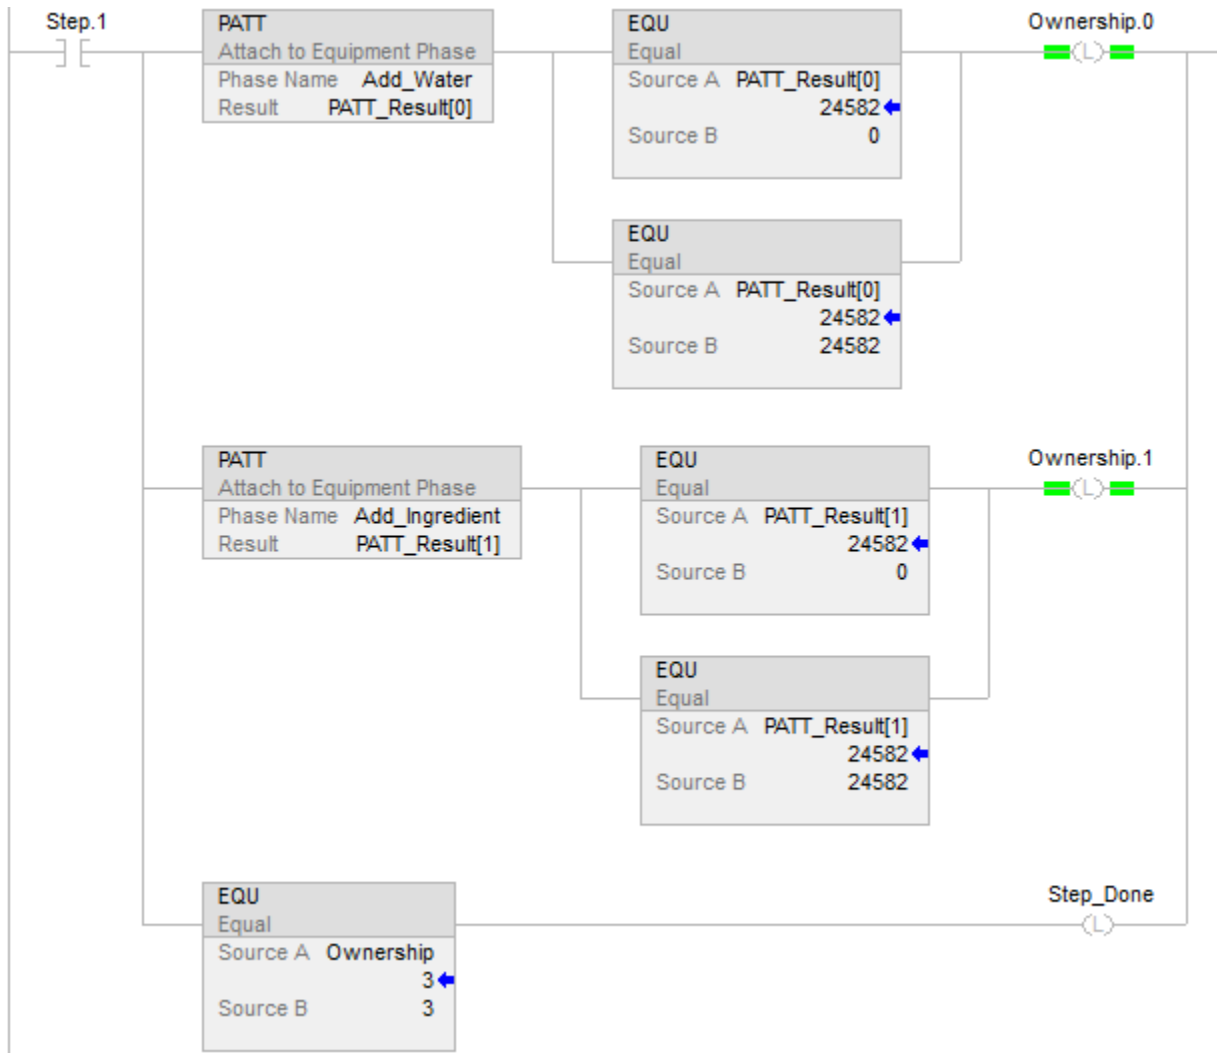 Step.1
PATT
Attach to Equipment Phase
Phase Name Add_Water
Result PATT_Result[0]
EQU
Equal
Source A PATT_Result[0]
24582
Source B 0
Ownership.0
(L)
EQU
Equal
Source A PATT_Result[0]
24582
Source B 24582
PATT
Attach to Equipment Phase
Phase Name Add_Ingredient
Result PATT_Result[1]
EQU
Equal
Source A PATT_Result[1]
24582
Source B 0
Ownership.1
(L)
EQU
Equal
Source A PATT_Result[1]
24582
Source B 24582
EQU
Equal
Source A Ownership
3
Source B 3
Step_Done
(L)